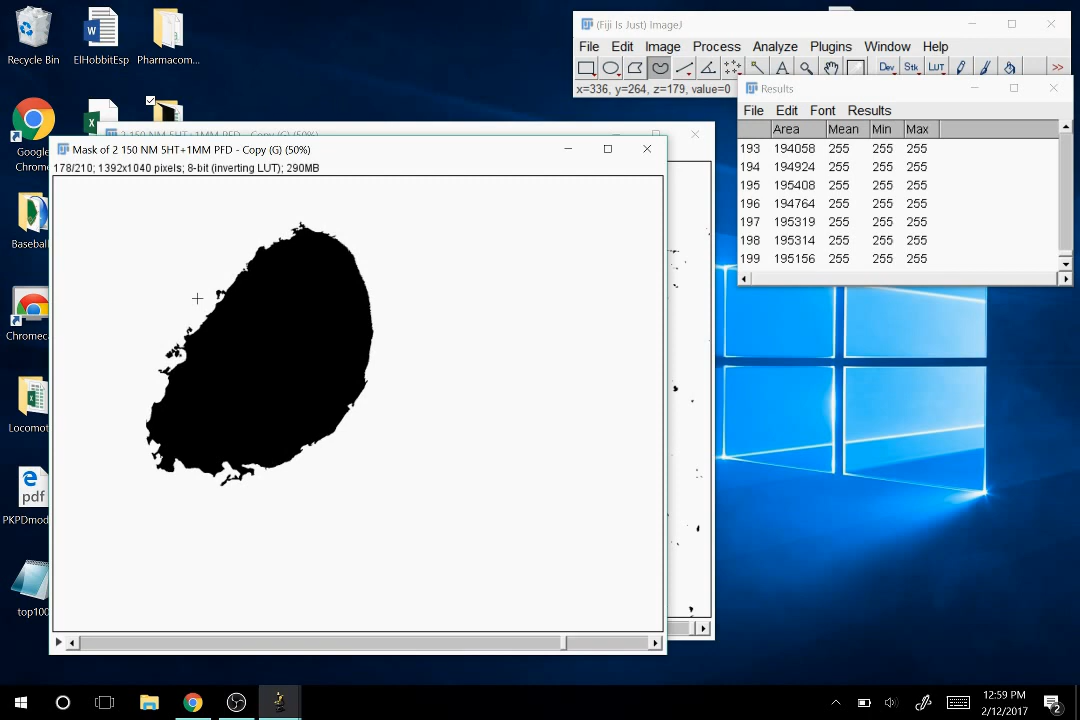 Recycle Bin
ElHobbitEsp
Pharmacom...
Google
Chrome
Baseball
Chromec
Locomot
pdf
PKPDmod
top100
(Fiji Is Just) ImageJ
File Edit Image Process Analyze Plugins Window Help
Dev Stk LUT >>
x=336, y=264, z=179, value=0
Results
File Edit Font Results
Area Mean Min Max
193 194058 255 255 255
194 194924 255 255 255
195 195408 255 255 255
196 194764 255 255 255
197 195319 255 255 255
198 195314 255 255 255
199 195156 255 255 255
2 150 NM 5HT+1MM PFD - Copy (G) (50%)
Mask of 2 150 NM 5HT+1MM PFD - Copy (G) (50%)
178/210; 1392x1040 pixels; 8-bit (inverting LUT); 290MB
12:59 PM
2/12/2017
2